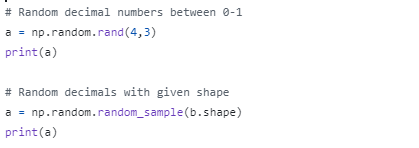 # Random decimal numbers between 0-1
a = np.random.rand(4,3)
print(a)
# Random decimals with given shape
a = np.random.random_sample(b.shape)
print(a)